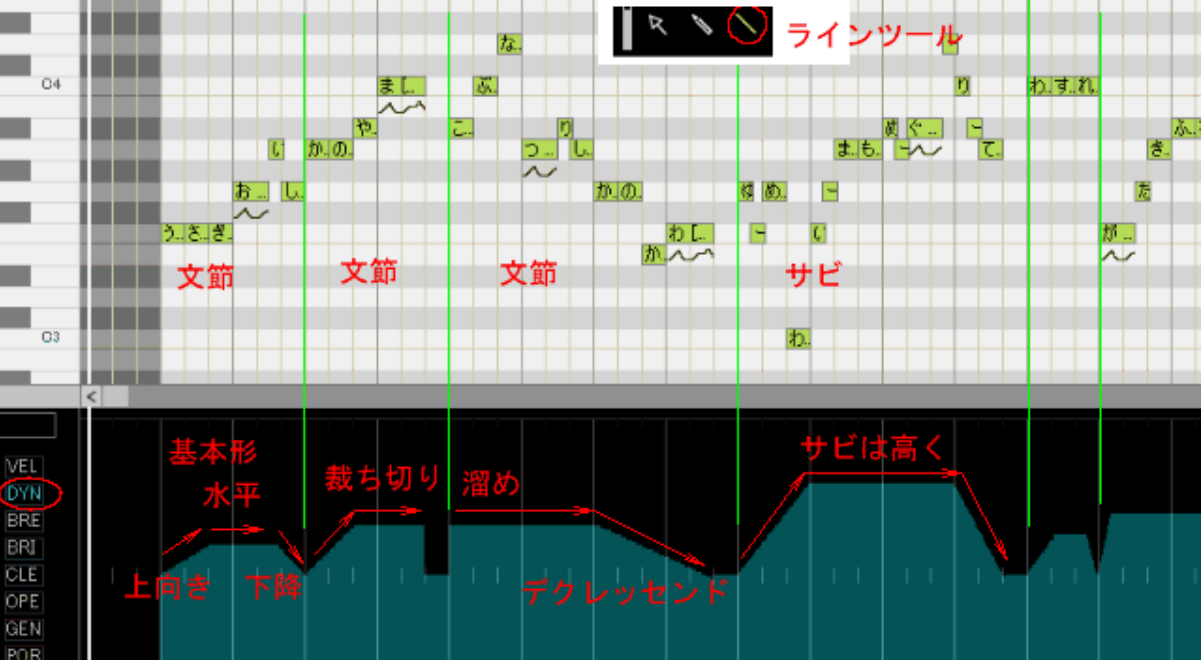 ラインツール
な..
C4
ま [..
ぶ.
り
わ..す..れ.
や.
こ..
り
め
ぐ ...
ー
ふ..
い
か..の..
つ ...
し..
ま..も..
ー
て.
き.
お ...
し..
か..の..
ゆ
め.
ー
た
う..さ..ぎ.
わ [..
ー
い
が ...
か.
文節
文節
文節
サビ
C3
わ..
<
基本形
サビは高く
VEL
水平
裁ち切り
溜め
DYN
BRE
BRI
CLE
上向き
下降
デクレッセンド
OPE
GEN
POR